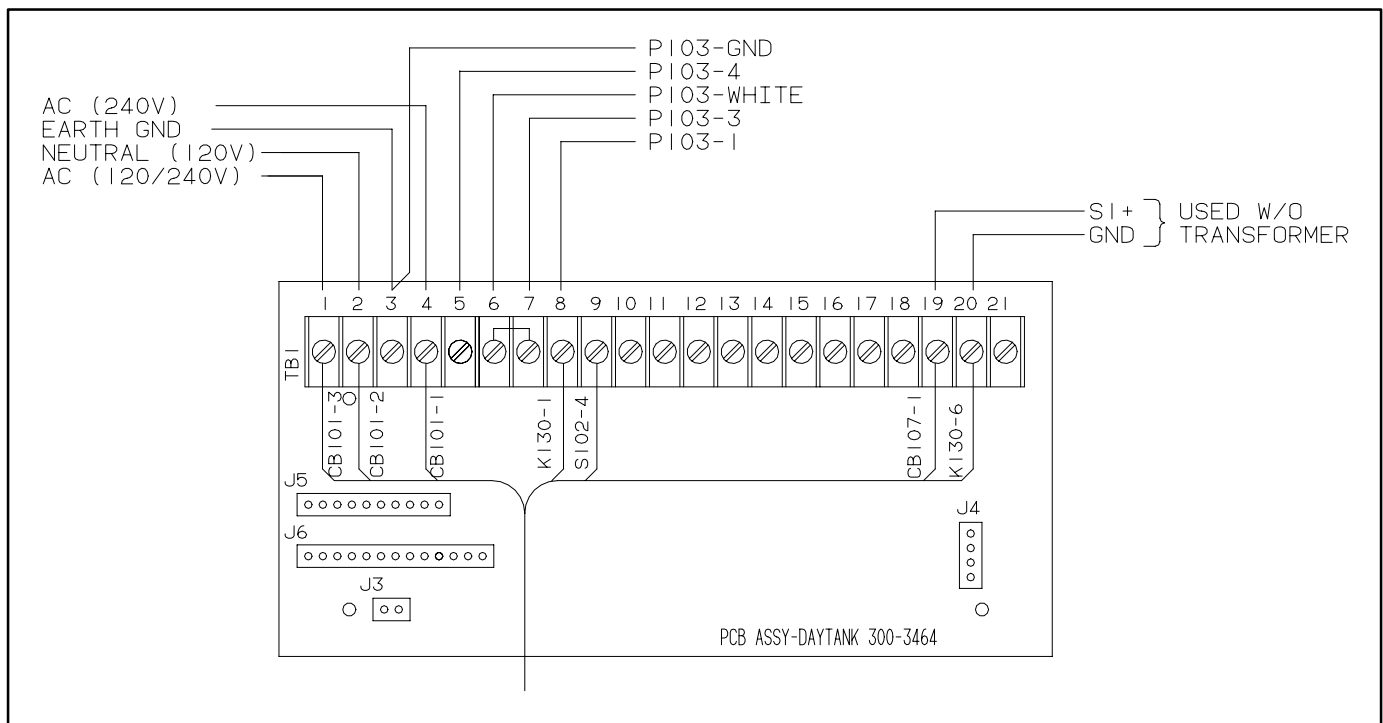 P103-GND
P103-4
P103-WHITE
P103-3
P103-1
AC (240V)
EARTH GND
NEUTRAL (120V)
AC (120/240V)
S1+
GND
USED W/O
TRANSFORMER
1 2 3 4 5 6 7 8 9 10 11 12 13 14 15 16 17 18 19 20 21
TB1
CB101-3
CB101-2
CB101-1
K130-1
S102-4
CB107-1
K130-6
J5
J6
J3
J4
PCB ASSY-DAYTANK 300-3464